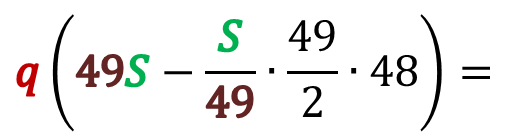 q(49S − S/49 · 49/2 · 48) =